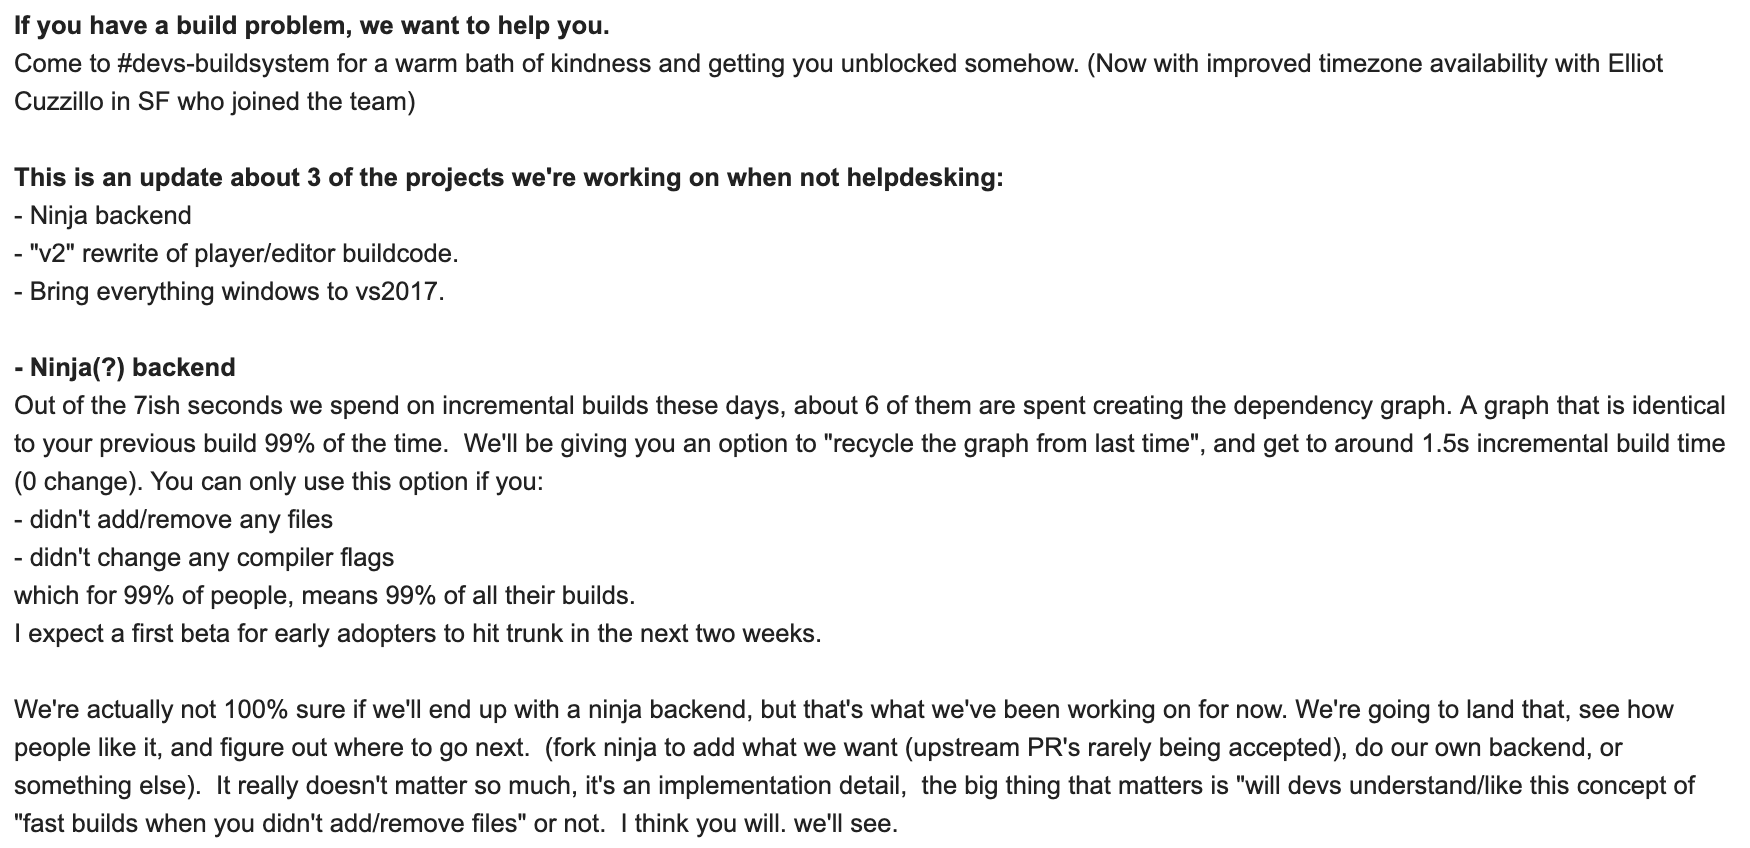 If you have a build problem, we want to help you.
Come to #devs-buildsystem for a warm bath of kindness and getting you unblocked somehow. (Now with improved timezone availability with Elliot
Cuzzillo in SF who joined the team)
This is an update about 3 of the projects we're working on when not helpdesking:
- Ninja backend
- "v2" rewrite of player/editor buildcode.
- Bring everything windows to vs2017.
- Ninja(?) backend
Out of the 7ish seconds we spend on incremental builds these days, about 6 of them are spent creating the dependency graph. A graph that is identical
to your previous build 99% of the time.  We'll be giving you an option to "recycle the graph from last time", and get to around 1.5s incremental build time
(0 change). You can only use this option if you:
- didn't add/remove any files
- didn't change any compiler flags
which for 99% of people, means 99% of all their builds.
I expect a first beta for early adopters to hit trunk in the next two weeks.
We're actually not 100% sure if we'll end up with a ninja backend, but that's what we've been working on for now. We're going to land that, see how
people like it, and figure out where to go next.  (fork ninja to add what we want (upstream PR's rarely being accepted), do our own backend, or
something else).  It really doesn't matter so much, it's an implementation detail,  the big thing that matters is "will devs understand/like this concept of
"fast builds when you didn't add/remove files" or not.  I think you will. we'll see.